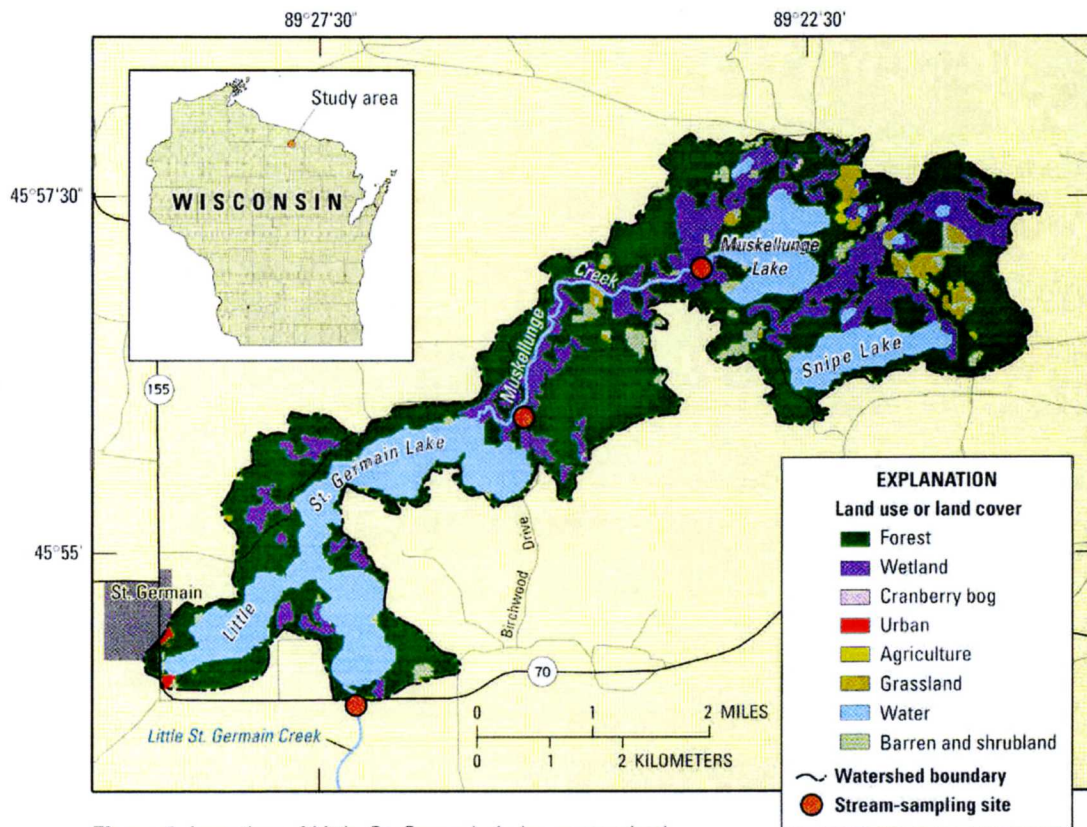 89°27'30"
89°22'30"
Study area
WISCONSIN
45°57'30"
Muskellunge
Lake
Creek
Muskellunge
Snipe Lake
155
St. Germain Lake
Little
45°55'
St. Germain
Birchwood Drive
70
Little St. Germain Creek
0 1 2 MILES
0 1 2 KILOMETERS
EXPLANATION
Land use or land cover
Forest
Wetland
Cranberry bog
Urban
Agriculture
Grassland
Water
Barren and shrubland
Watershed boundary
Stream-sampling site